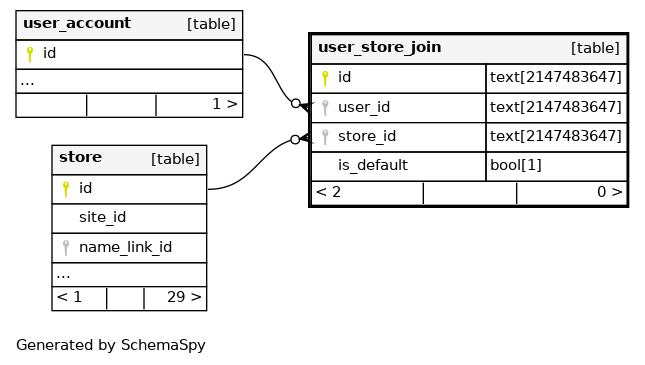 user_account [table]
id
...
1 >
user_store_join [table]
id text[2147483647]
user_id text[2147483647]
store_id text[2147483647]
is_default bool[1]
< 2 0 >
store [table]
id
site_id
name_link_id
...
< 1 29 >
Generated by SchemaSpy